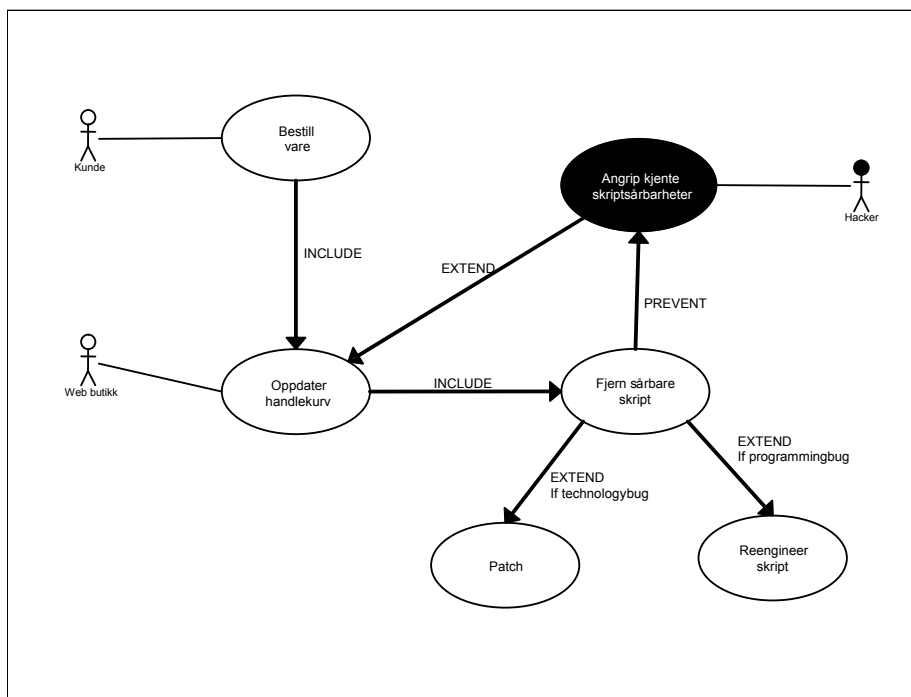 Bestill
vare
Kunde
Angrip kjente
skriptsårbarheter
Hacker
INCLUDE
EXTEND
PREVENT
Web butikk
Oppdater
handlekurv
INCLUDE
Fjern sårbare
skript
EXTEND
If programmingbug
EXTEND
If technologybug
Patch
Reengineer
skript